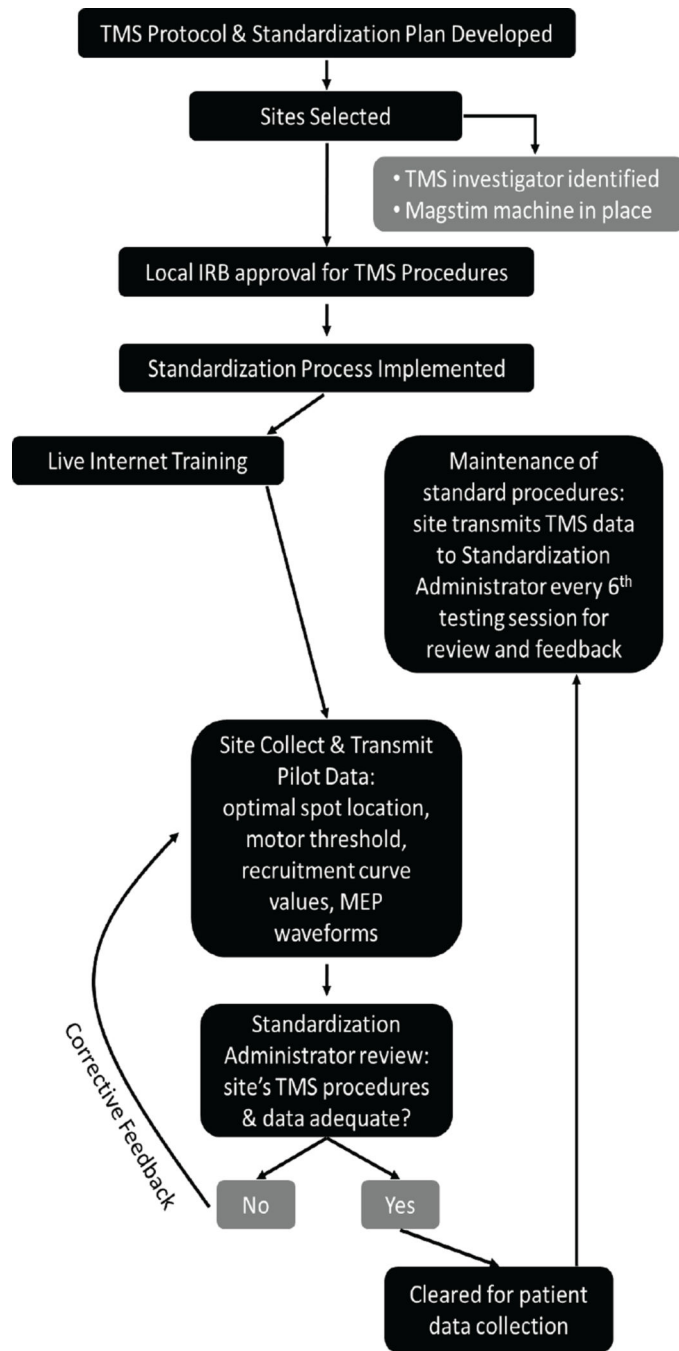 TMS Protocol & Standardization Plan Developed
Sites Selected
• TMS investigator identified
• Magstim machine in place
Local IRB approval for TMS Procedures
Standardization Process Implemented
Live Internet Training
Maintenance of
standard procedures:
site transmits TMS data
to Standardization
Administrator every 6th
testing session for
review and feedback
Site Collect & Transmit
Pilot Data:
optimal spot location,
motor threshold,
recruitment curve
values, MEP
waveforms
Standardization
Administrator review:
site's TMS procedures
& data adequate?
Corrective Feedback
No
Yes
Cleared for patient
data collection